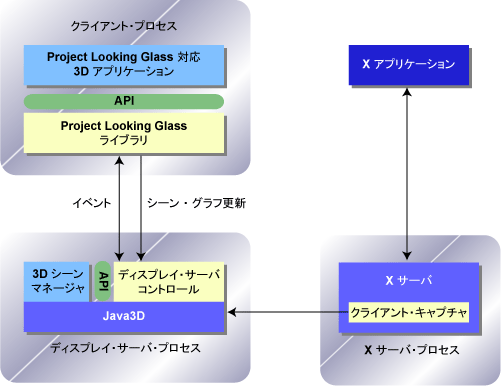 クライアント・プロセス
Project Looking Glass 対応
3D アプリケーション
API
Project Looking Glass
ライブラリ
X アプリケーション
イベント
シーン・グラフ更新
3D シーン
マネージャ
API
ディスプレイ・サーバ
コントロール
Java3D
ディスプレイ・サーバ・プロセス
X サーバ
クライアント・キャプチャ
X サーバ・プロセス